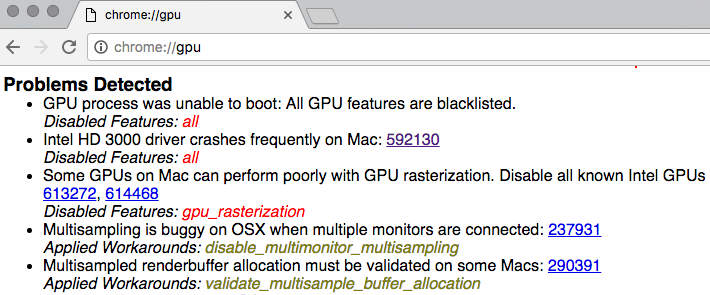 chrome://gpu
chrome://gpu
Problems Detected
GPU process was unable to boot: All GPU features are blacklisted.
Disabled Features: all
Intel HD 3000 driver crashes frequently on Mac: 592130
Disabled Features: all
Some GPUs on Mac can perform poorly with GPU rasterization. Disable all known Intel GPUs
613272, 614468
Disabled Features: gpu_rasterization
Multisampling is buggy on OSX when multiple monitors are connected: 237931
Applied Workarounds: disable_multimonitor_multisampling
Multisampled renderbuffer allocation must be validated on some Macs: 290391
Applied Workarounds: validate_multisample_buffer_allocation